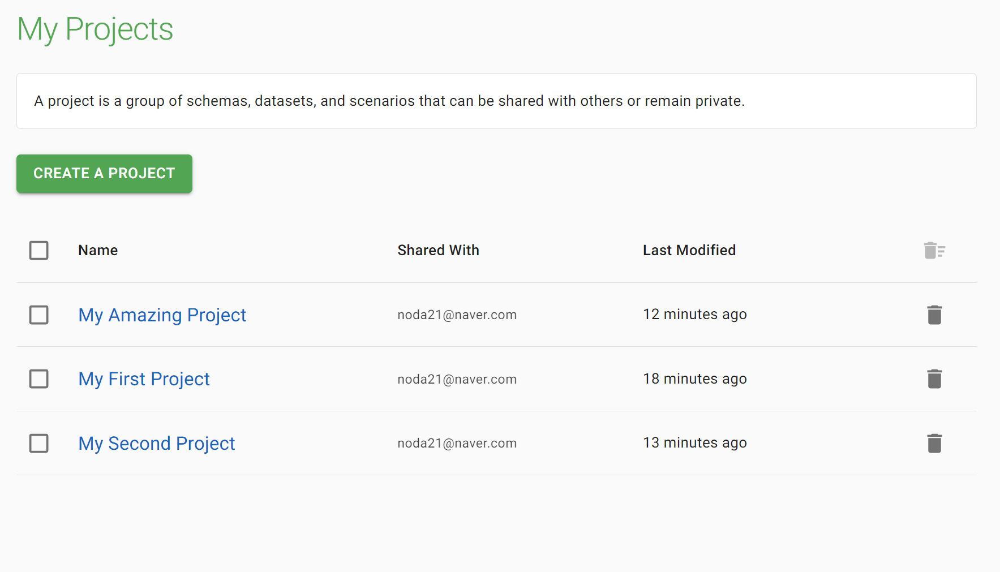 My Projects
A project is a group of schemas, datasets, and scenarios that can be shared with others or remain private.
CREATE A PROJECT
Name Shared With Last Modified
My Amazing Project noda21@naver.com 12 minutes ago
My First Project noda21@naver.com 18 minutes ago
My Second Project noda21@naver.com 13 minutes ago